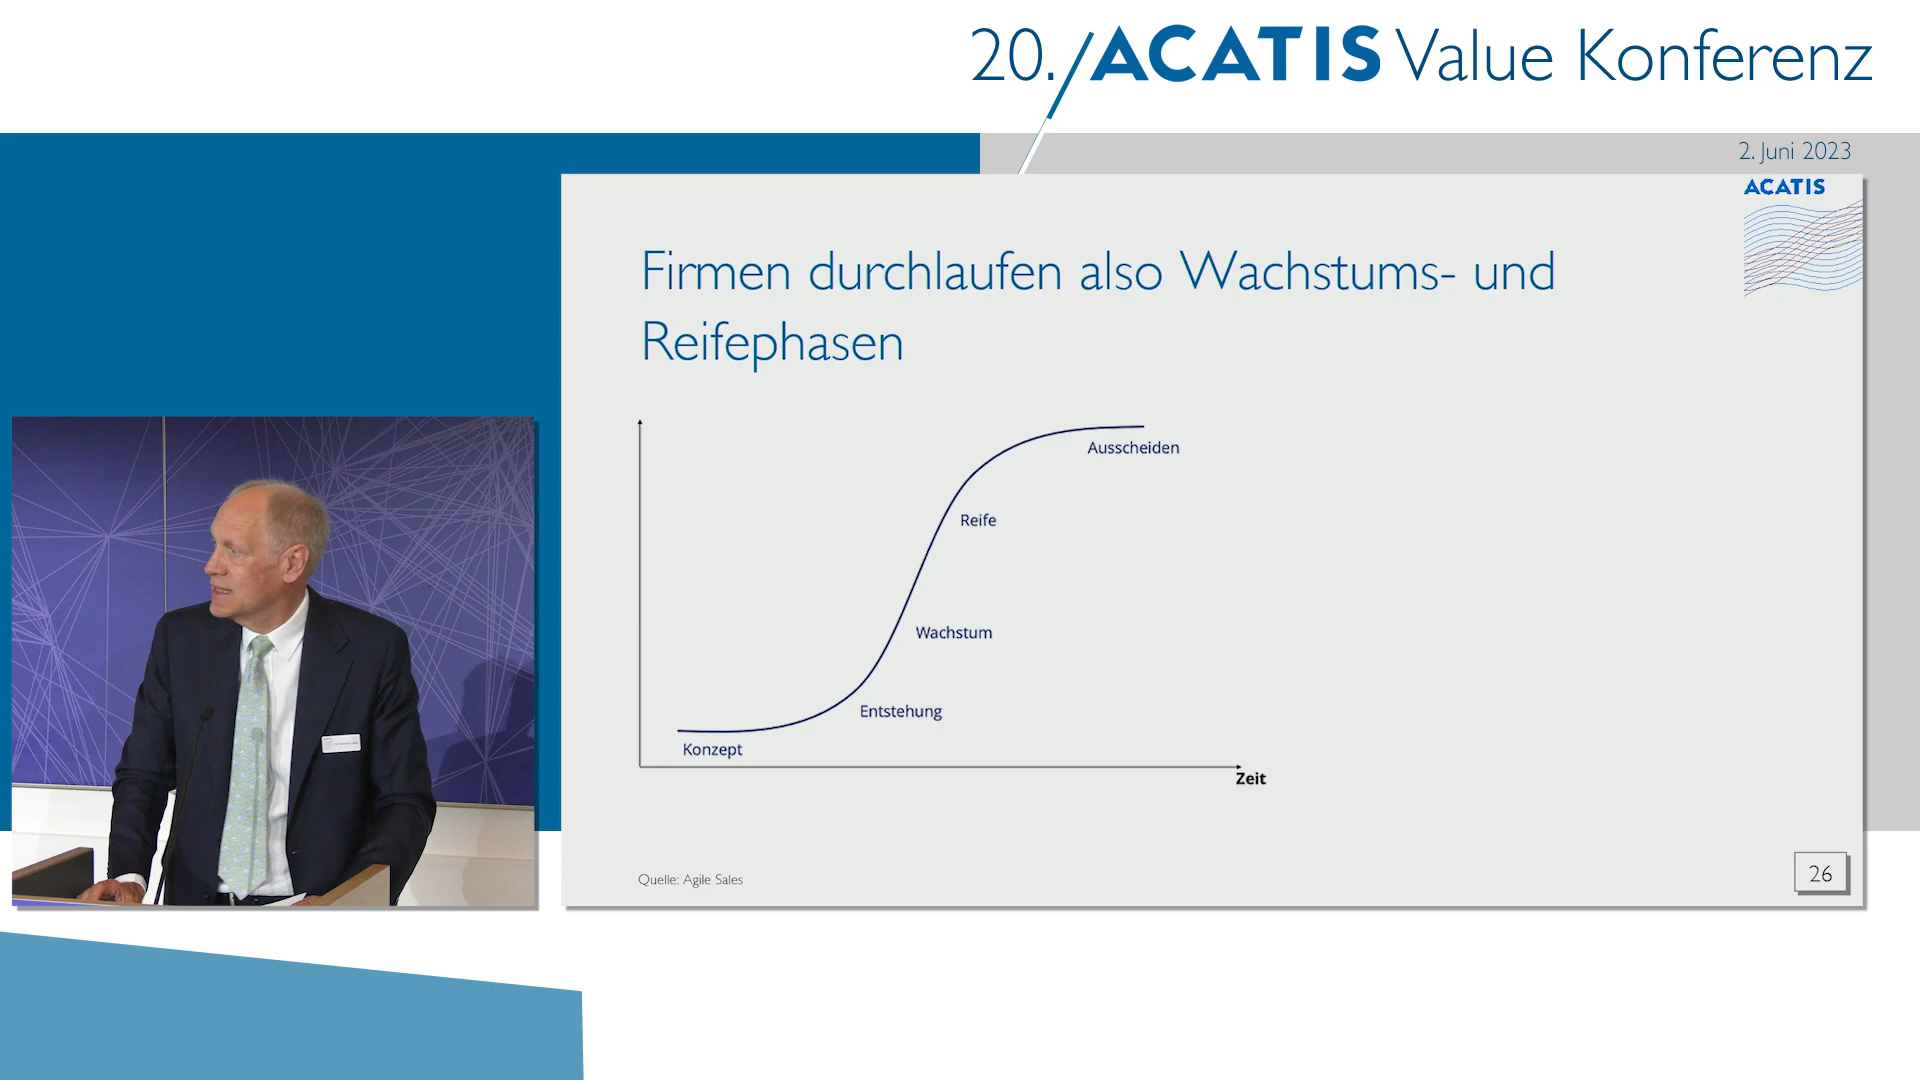 20. ACATIS Value Konferenz
2. Juni 2023
ACATIS
Firmen durchlaufen also Wachstums- und
Reifephasen
Ausscheiden
Reife
Wachstum
Entstehung
Konzept
Zeit
Quelle: Agile Sales
26